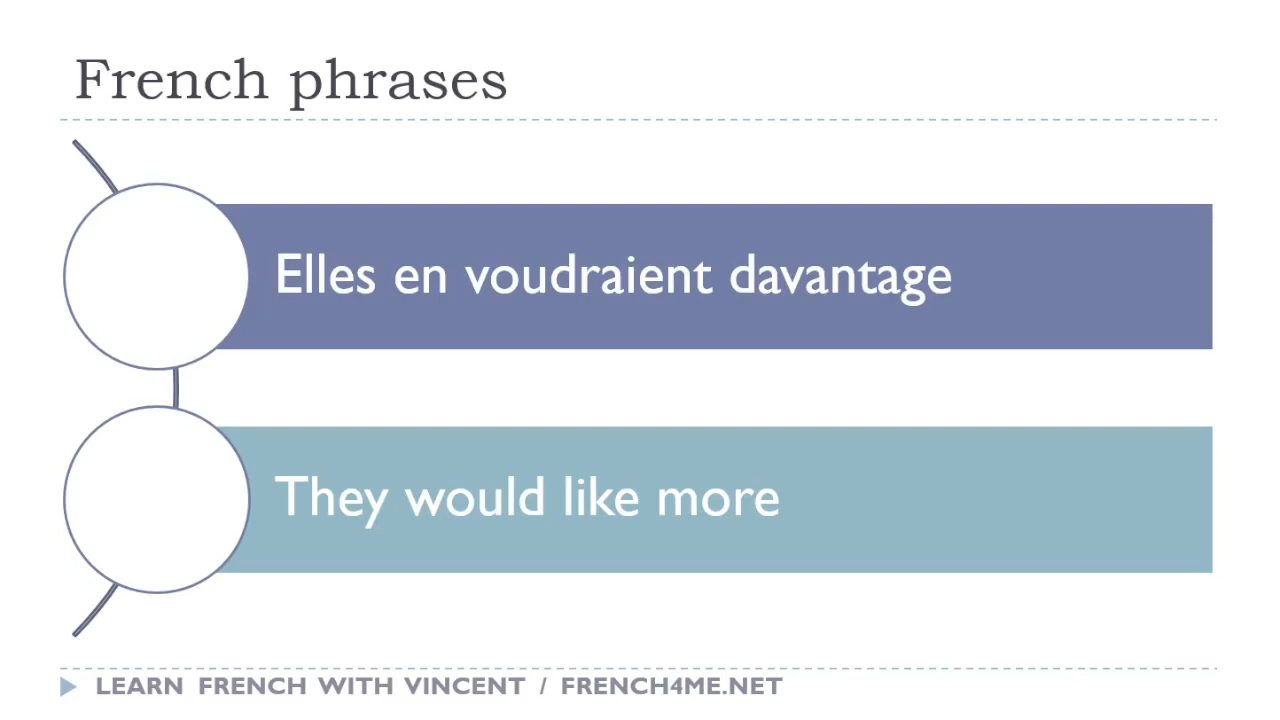 French phrases
Elles en voudraient davantage
They would like more
LEARN FRENCH WITH VINCENT / FRENCH4ME.NET